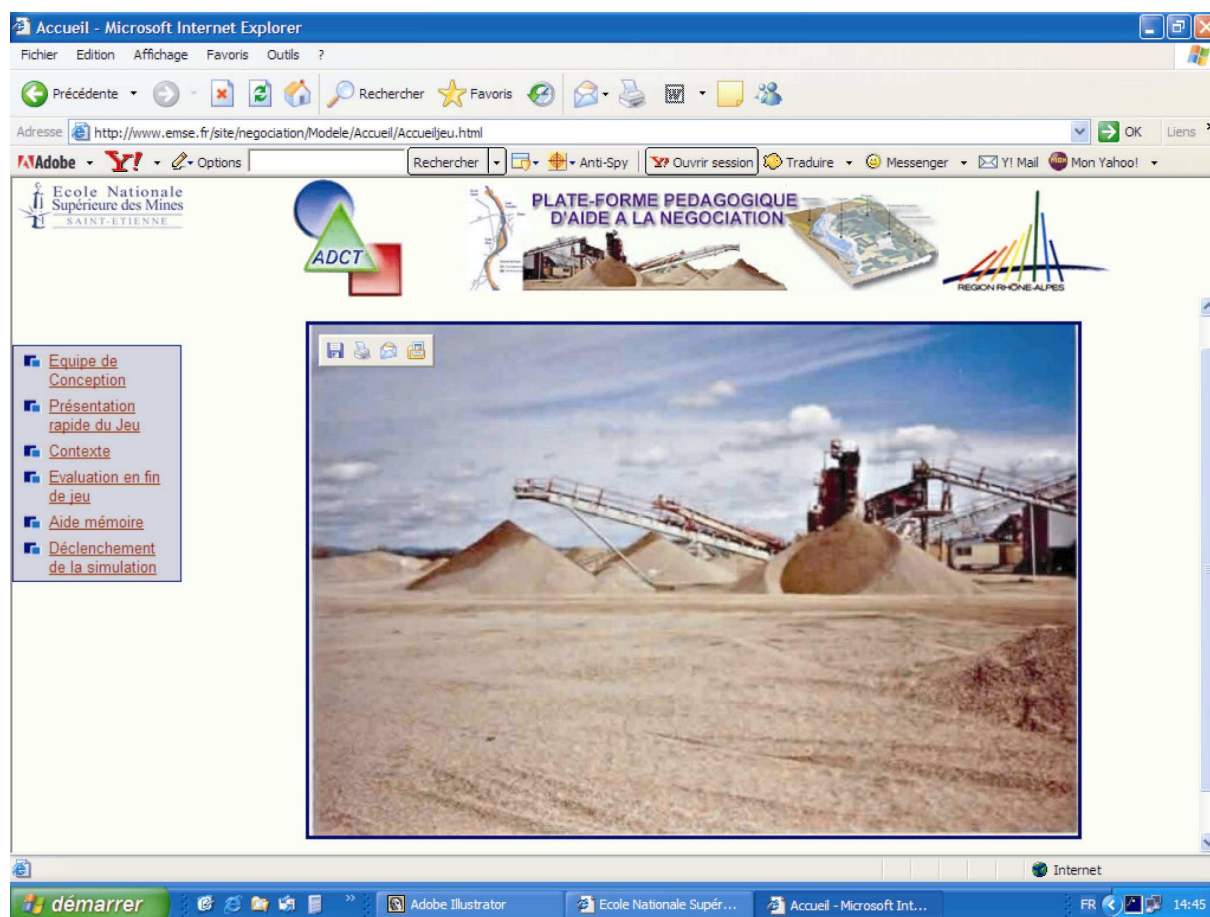 Accueil - Microsoft Internet Explorer
Fichier Edition Affichage Favoris Outils ?
Précédente Rechercher Favoris
Adresse http://www.emse.fr/site/negociation/Modele/Accueil/Accueiljeu.html OK Liens
Adobe Y! Options Rechercher Anti-Spy Y? Ouvrir session Traduire Messenger Y! Mail Mon Yahoo!
Ecole Nationale
Supérieure des Mines
SAINT-ETIENNE
ADCT
PLATE-FORME PEDAGOGIQUE
D'AIDE A LA NEGOCIATION
REGION RHÔNE-ALPES
Equipe de
Conception
Présentation
rapide du Jeu
Contexte
Evaluation en fin
de jeu
Aide mémoire
Déclenchement
de la simulation
Internet
démarrer Adobe Illustrator Ecole Nationale Supér... Accueil - Microsoft Int... FR 14:45